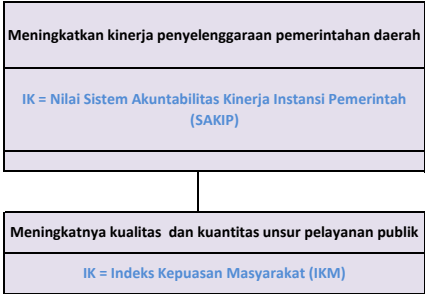 Meningkatkan kinerja penyelenggaraan pemerintahan daerah
IK = Nilai Sistem Akuntabilitas Kinerja Instansi Pemerintah
(SAKIP)
Meningkatnya kualitas dan kuantitas unsur pelayanan publik
IK = Indeks Kepuasan Masyarakat (IKM)